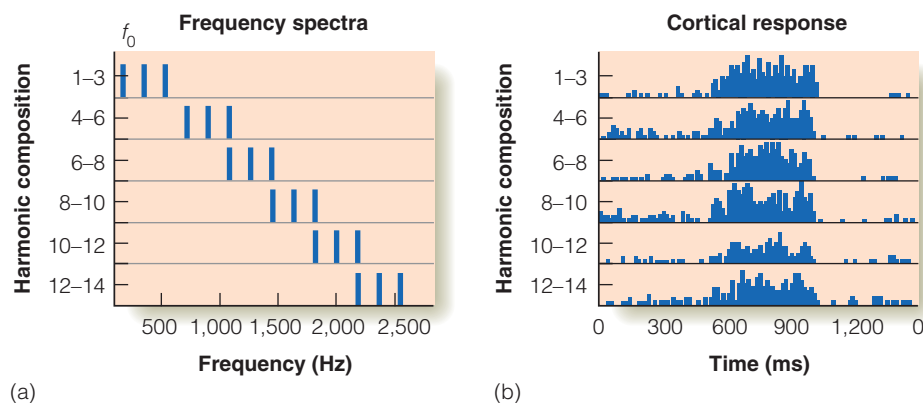 Frequency spectra
f0
Harmonic composition
1–3
4–6
6–8
8–10
10–12
12–14
500 1,000 1,500 2,000 2,500
Frequency (Hz)
(a)
Cortical response
Harmonic composition
1–3
4–6
6–8
8–10
10–12
12–14
0 300 600 900 1,200 0
Time (ms)
(b)